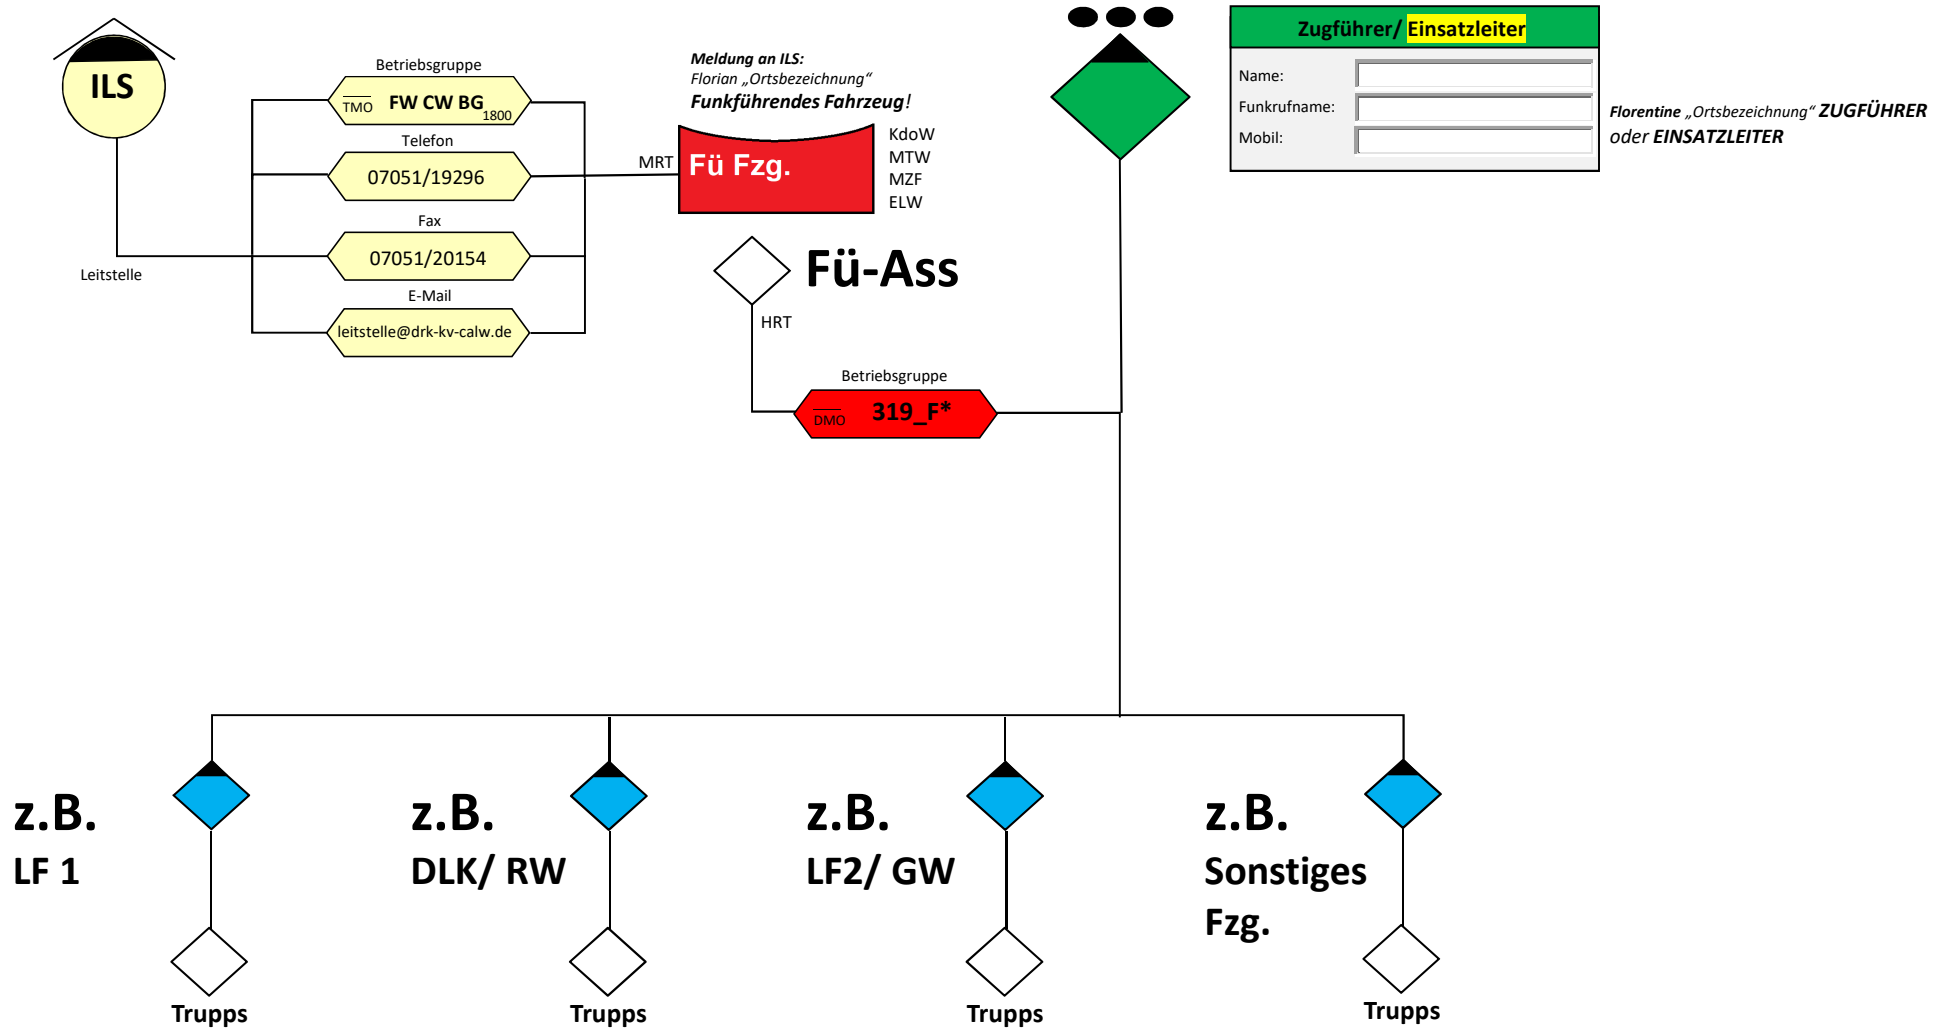 ILS
Leitstelle
Betriebsgruppe
TMO FW CW BG 1800
Telefon
07051/19296
Fax
07051/20154
E-Mail
leitstelle@drk-kv-calw.de
Meldung an ILS:
Florian „Ortsbezeichnung“
Funkführendes Fahrzeug!
MRT
Fü Fzg.
KdoW
MTW
MZF
ELW
Fü-Ass
HRT
Betriebsgruppe
DMO 319_F*
Zugführer/ Einsatzleiter
Name:
Funkrufname:
Mobil:
Florentine „Ortsbezeichnung“ ZUGFÜHRER
oder EINSATZLEITER
z.B.
LF 1
Trupps
z.B.
DLK/ RW
Trupps
z.B.
LF2/ GW
Trupps
z.B.
Sonstiges
Fzg.
Trupps